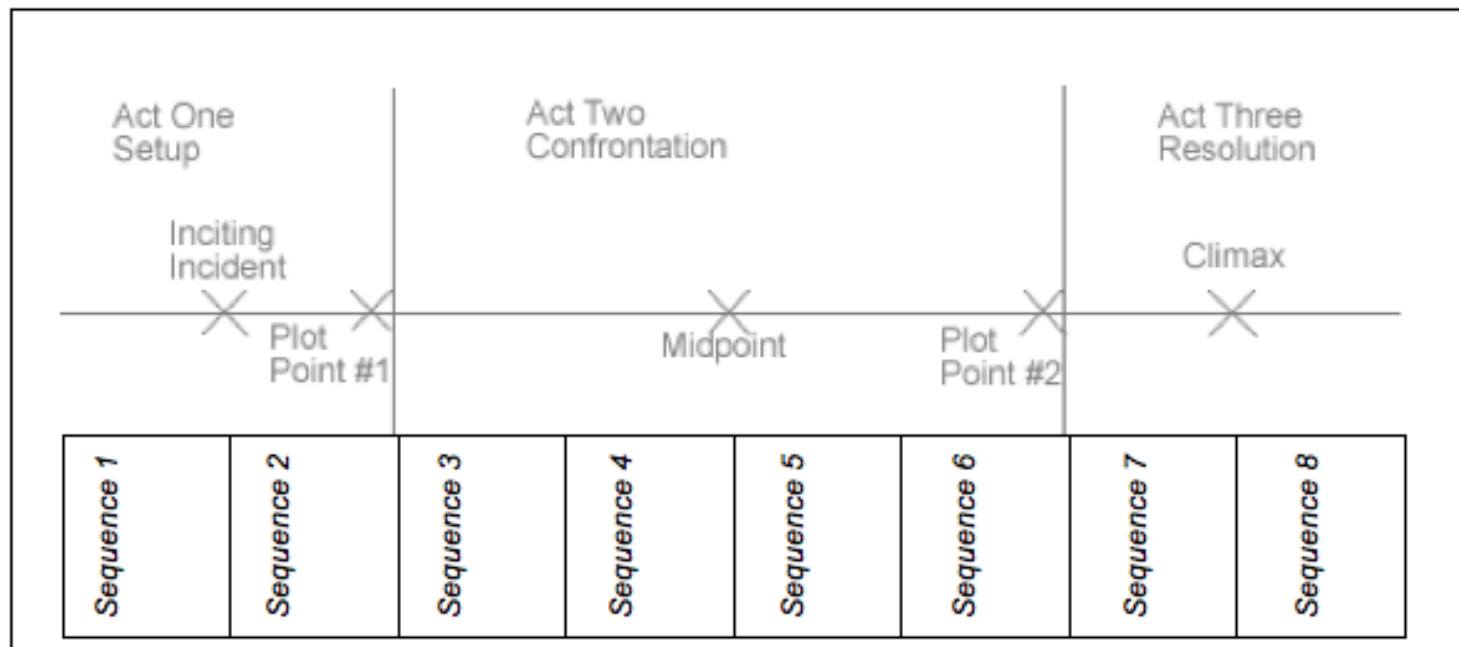 Act One
Setup
Act Two
Confrontation
Act Three
Resolution
Inciting
Incident
Climax
Plot
Point #1
Midpoint
Plot
Point #2
Sequence 1
Sequence 2
Sequence 3
Sequence 4
Sequence 5
Sequence 6
Sequence 7
Sequence 8